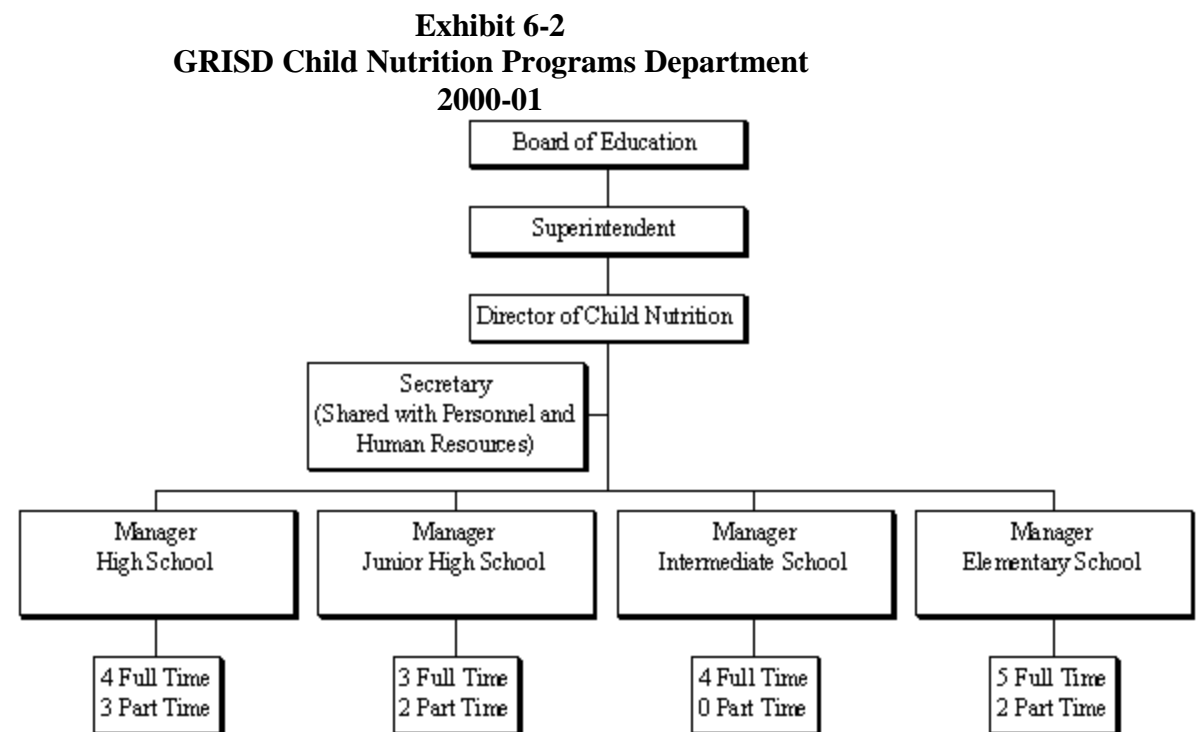 Exhibit 6-2
GRISD Child Nutrition Programs Department
2000-01
Board of Education
Superintendent
Director of Child Nutrition
Secretary
(Shared with Personnel and
Human Resources)
Manager
High School
Manager
Junior High School
Manager
Intermediate School
Manager
Elementary School
4 Full Time
3 Part Time
3 Full Time
2 Part Time
4 Full Time
0 Part Time
5 Full Time
2 Part Time